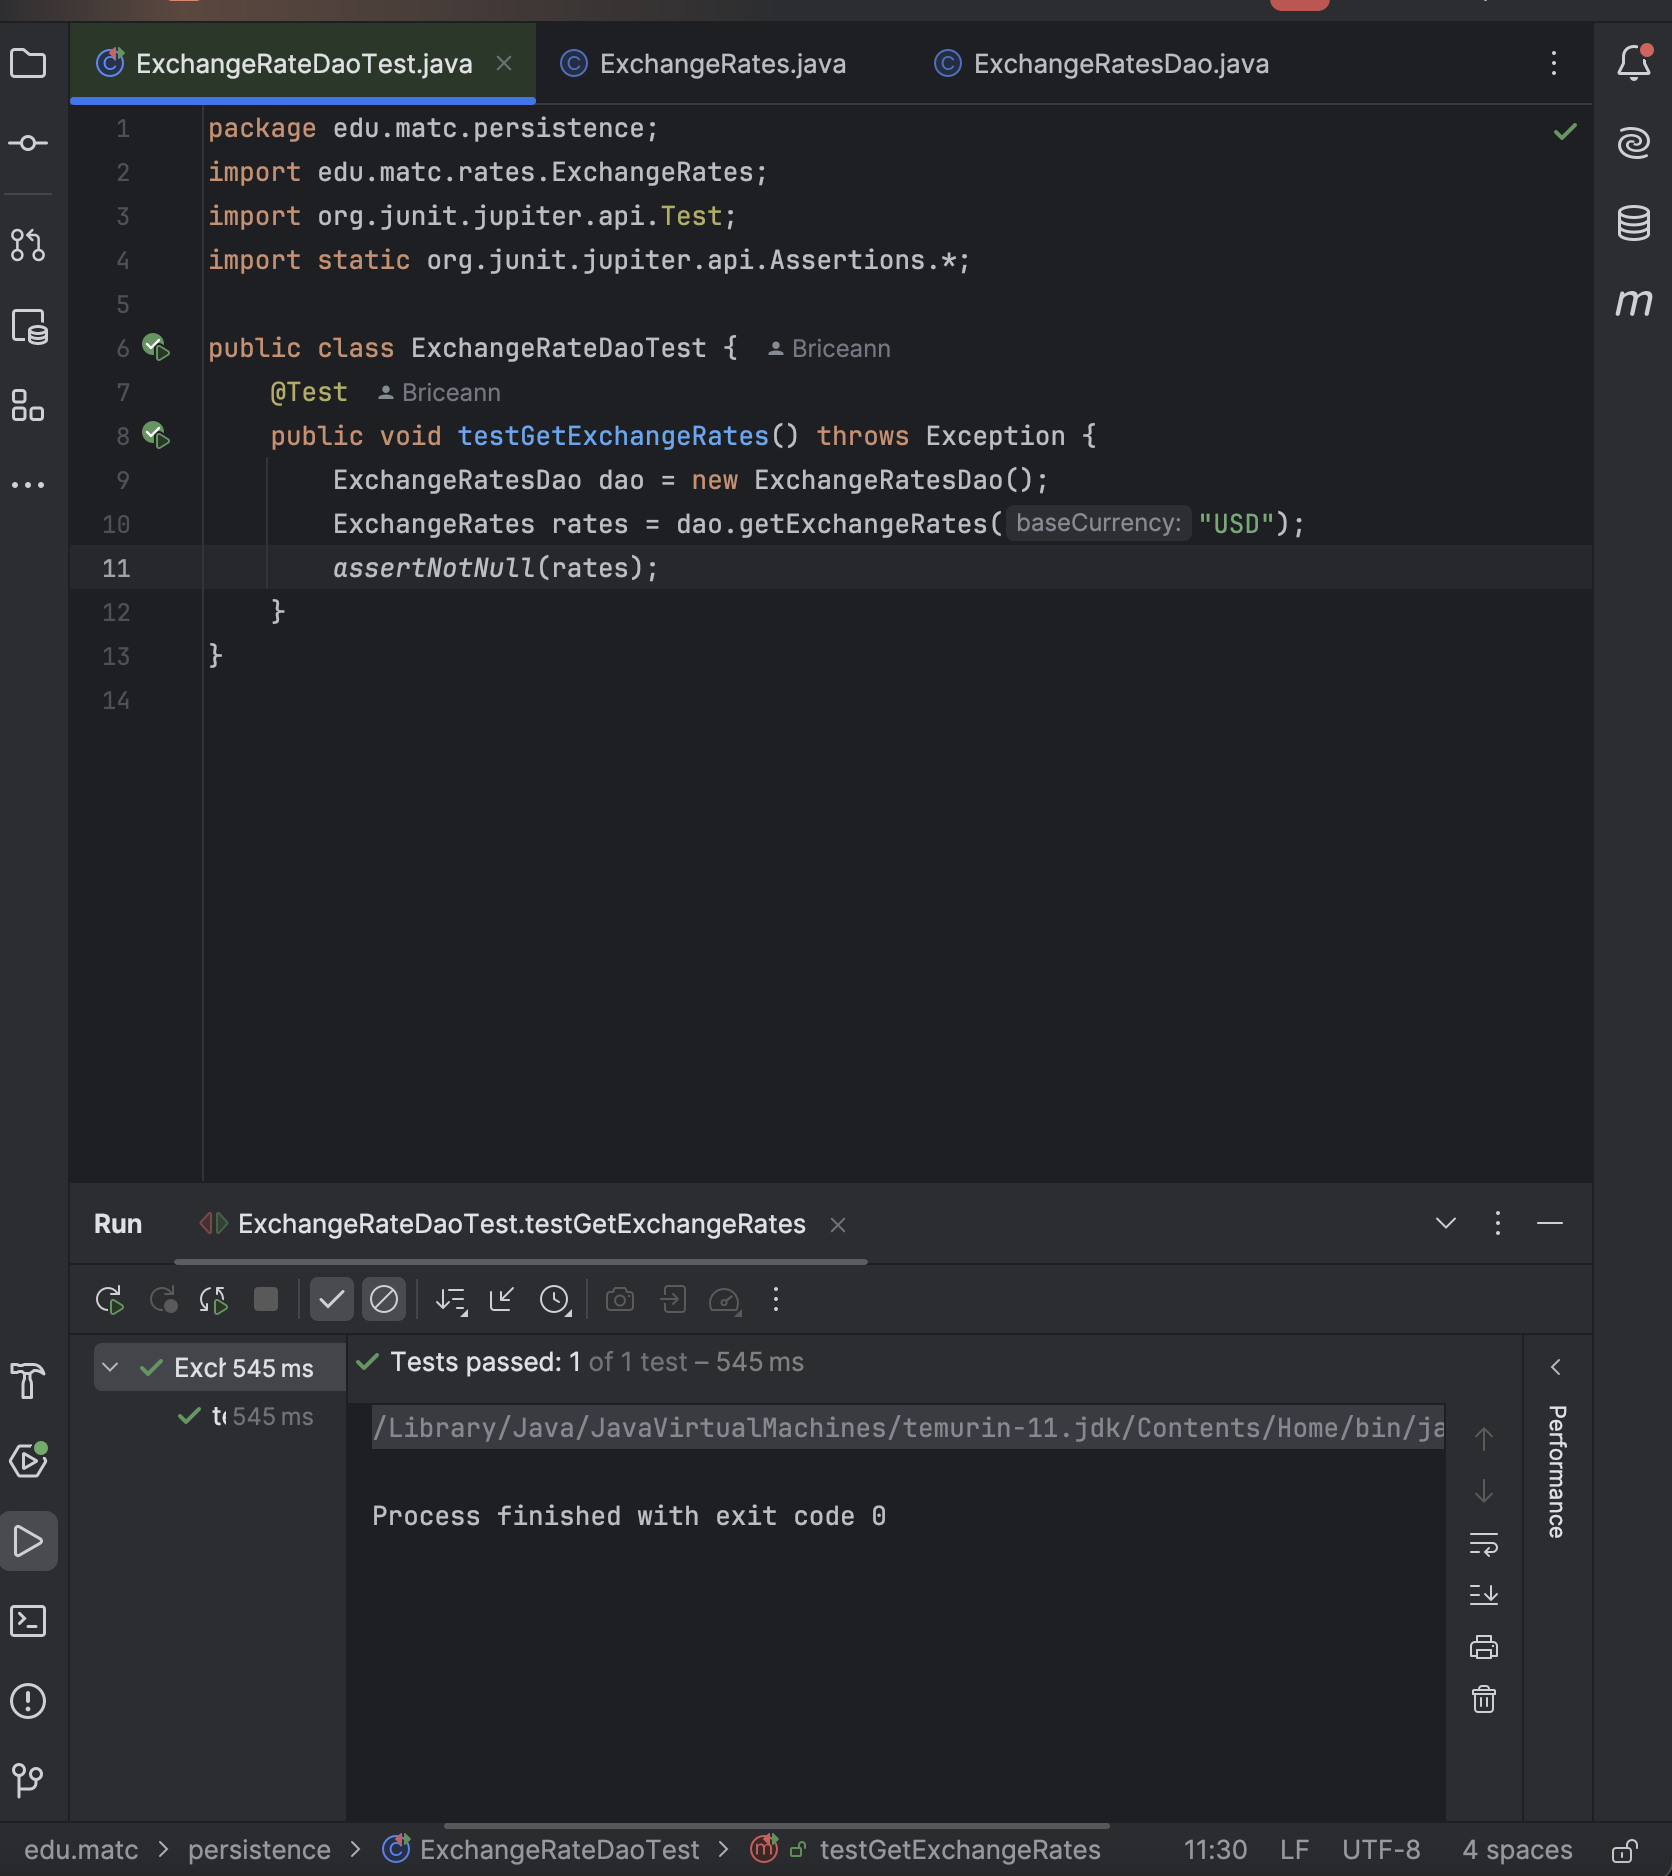 ExchangeRateDaoTest.java
ExchangeRates.java
ExchangeRatesDao.java
1 package edu.matc.persistence;
2 import edu.matc.rates.ExchangeRates;
3 import org.junit.jupiter.api.Test;
4 import static org.junit.jupiter.api.Assertions.*;
5
6 public class ExchangeRateDaoTest { Briceann
7 @Test Briceann
8 public void testGetExchangeRates() throws Exception {
9 ExchangeRatesDao dao = new ExchangeRatesDao();
10 ExchangeRates rates = dao.getExchangeRates( baseCurrency: "USD");
11 assertNotNull(rates);
12 }
13 }
14
m
Run ExchangeRateDaoTest.testGetExchangeRates
Exch 545 ms
te 545 ms
Tests passed: 1 of 1 test – 545 ms
/Library/Java/JavaVirtualMachines/temurin-11.jdk/Contents/Home/bin/ja
Process finished with exit code 0
Performance
edu.matc > persistence > ExchangeRateDaoTest > testGetExchangeRates 11:30 LF UTF-8 4 spaces